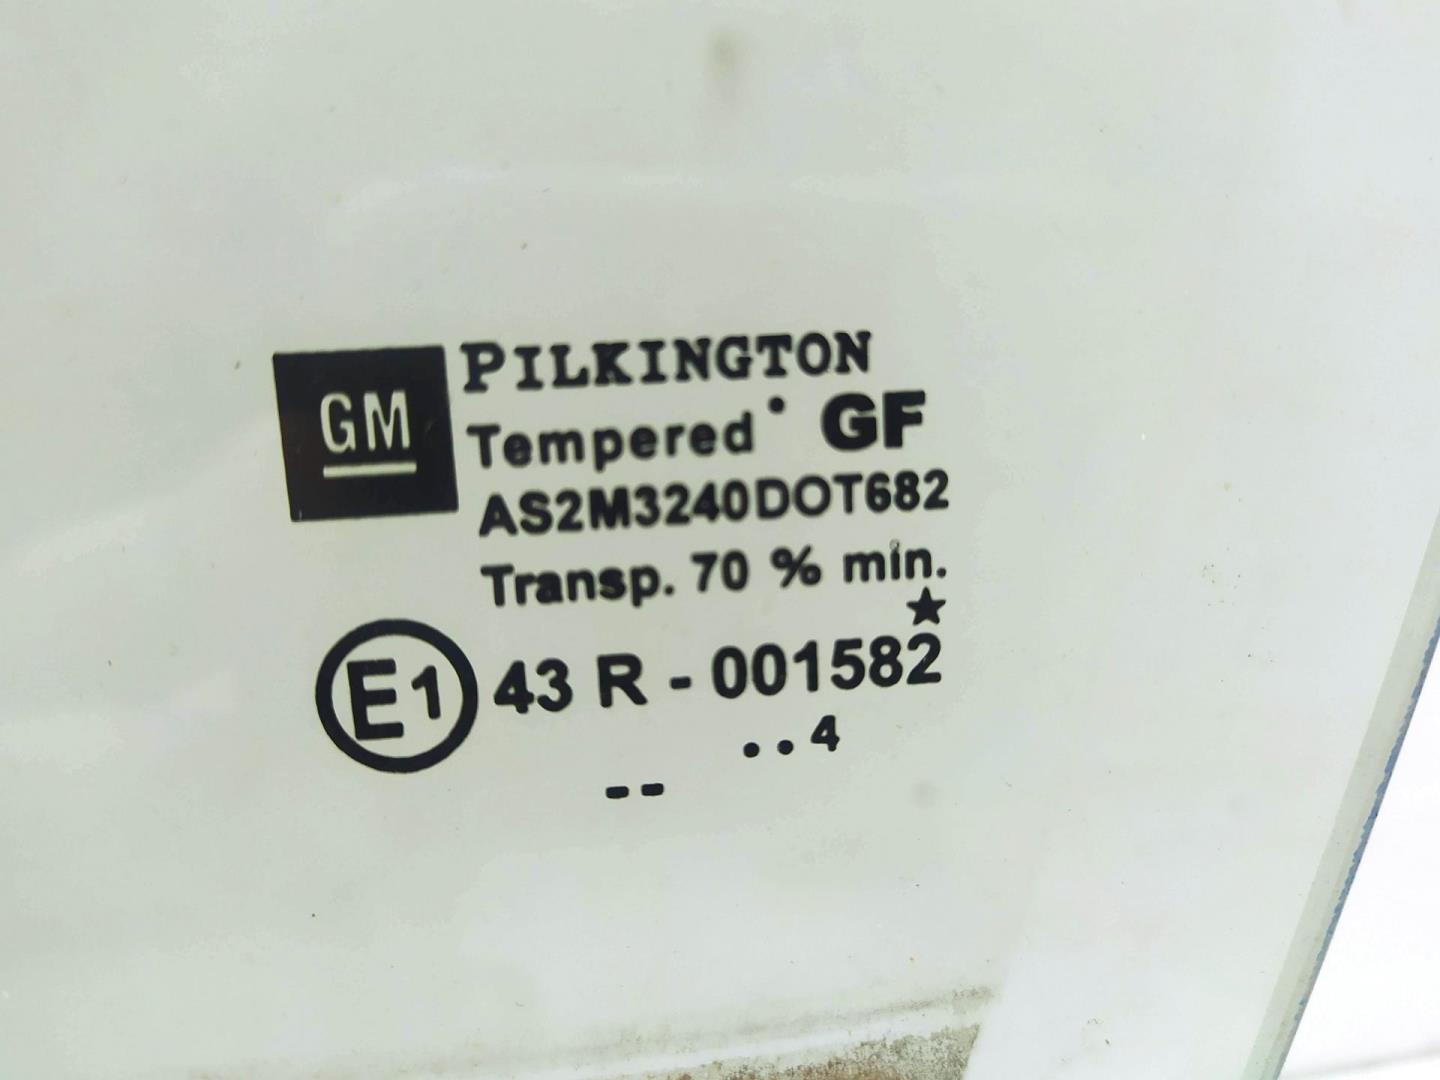 GM
PILKINGTON
Tempered • GF
AS2M3240DOT682
Transp. 70 % min.
★
E1 43 R - 001582
• • 4
--